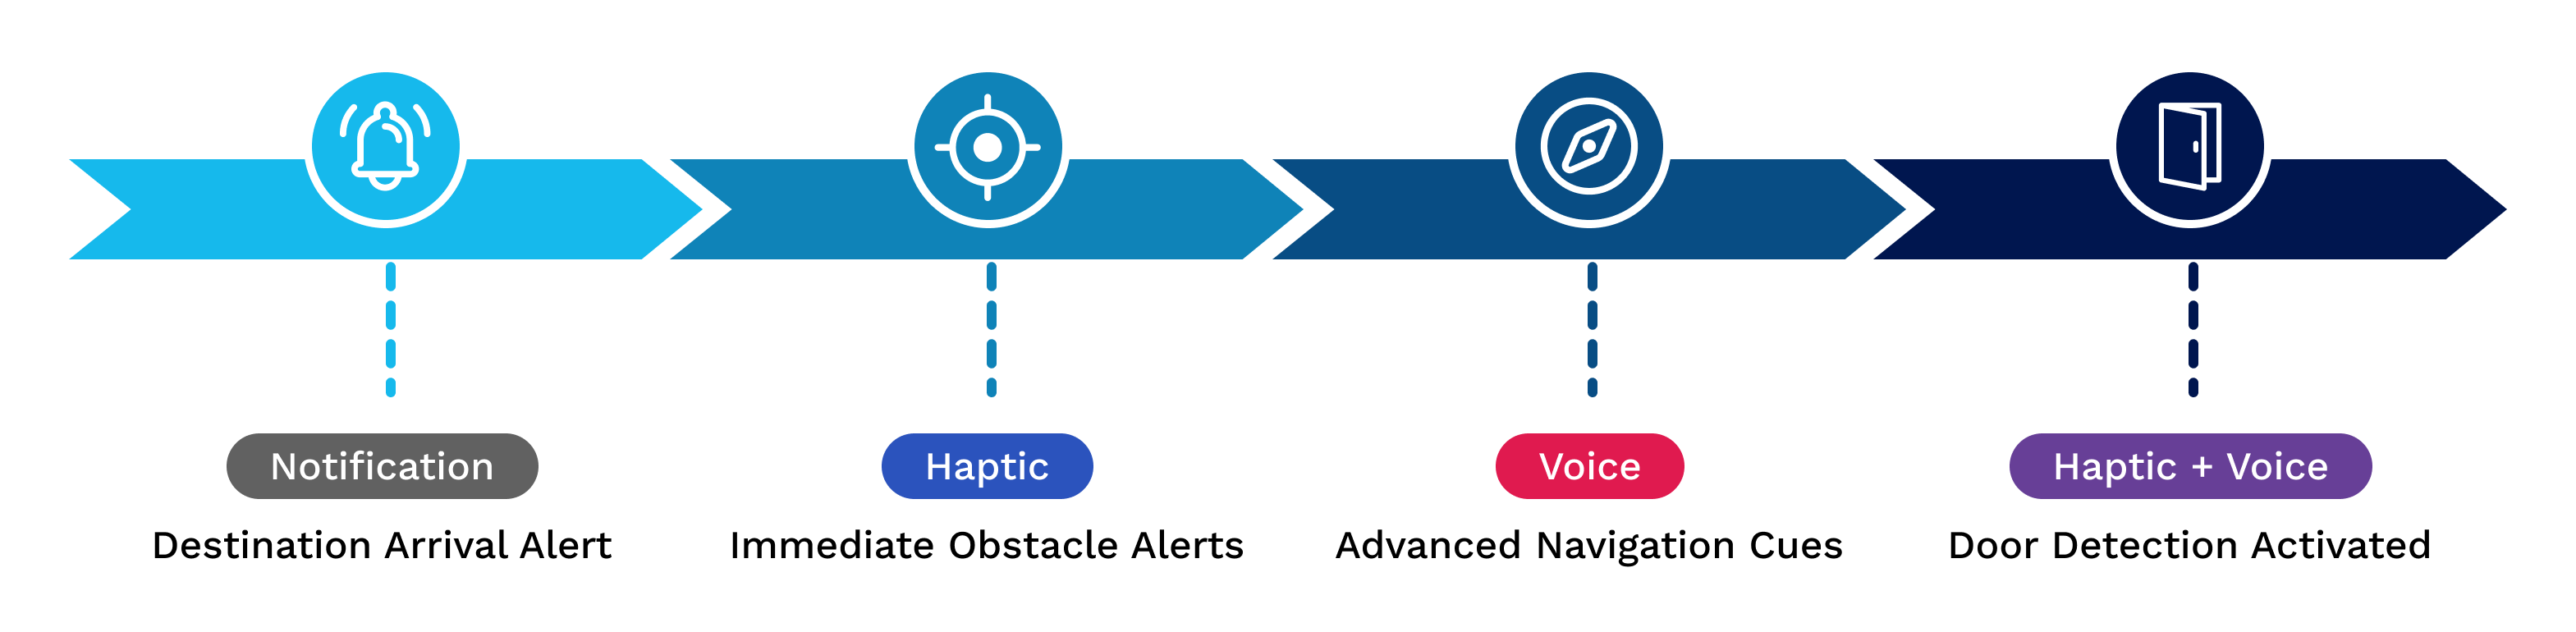 Notification
Destination Arrival Alert
Haptic
Immediate Obstacle Alerts
Voice
Advanced Navigation Cues
Haptic + Voice
Door Detection Activated